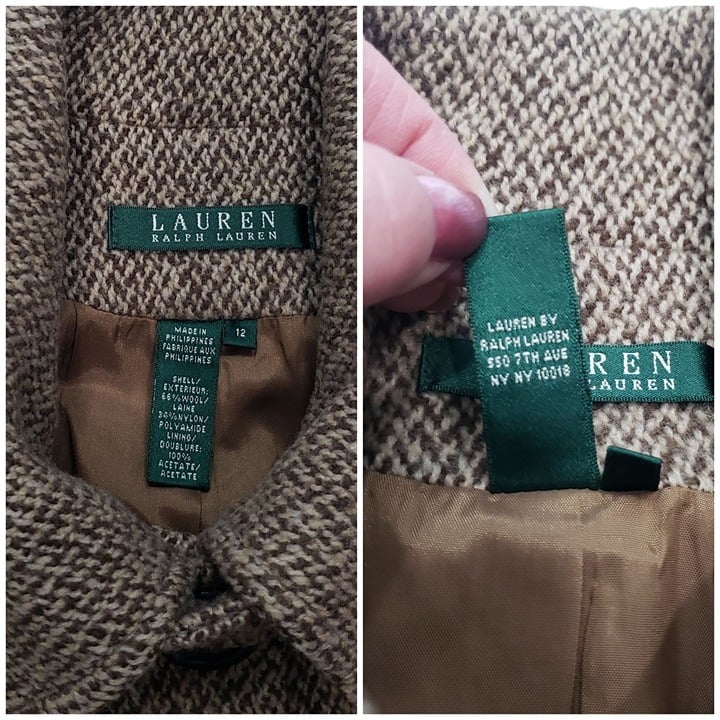 LAUREN
RALPH LAUREN
MADE IN
PHILIPPINES
FABRIQUE AUX
PHILIPPINES
12
SHELL/
EXTERIEUR:
66%WOOL/
LAINE
34%NYLON/
POLYAMIDE
LINING/
DOUBLURE:
100%
ACETATE/
ACETATE
LAUREN BY
RALPH LAUREN
550 7TH AVE
NY NY 10018
REN
LAUREN